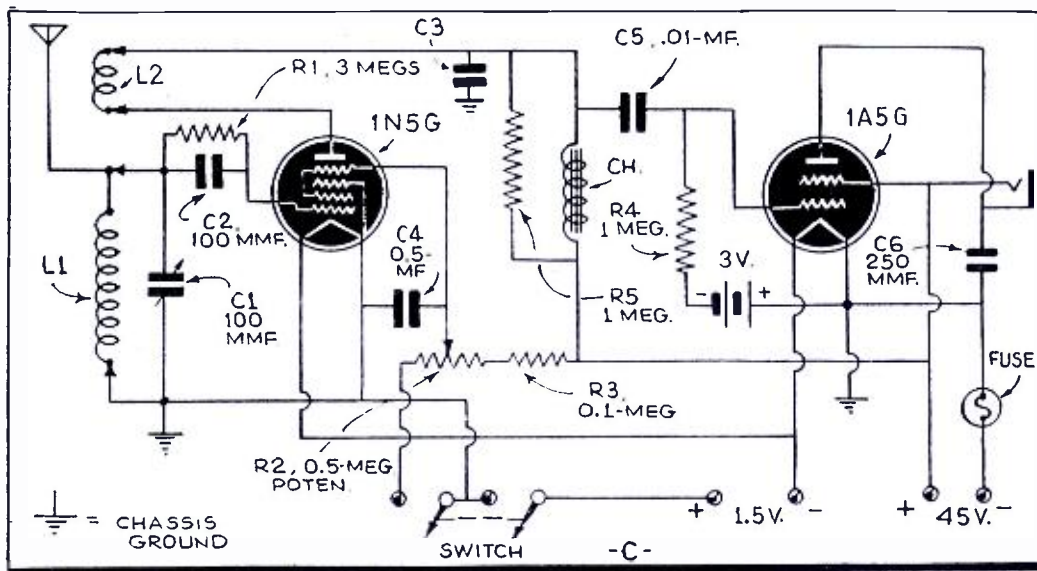 C3
C5, .01-MF.
L2
R1, 3 MEGS
1N5G
1A5G
CH.
C2
100 MMF.
C4
0.5-
MF.
R4
1 MEG.
3V.
- +
C6
250
MMF.
L1
C1
100
MMF
R5
1 MEG.
R3
0.1-MEG
FUSE
R2, 0.5-MEG
POTEN.
+ 1.5V. -
+ 45V. -
= CHASSIS
GROUND
SWITCH
-C-